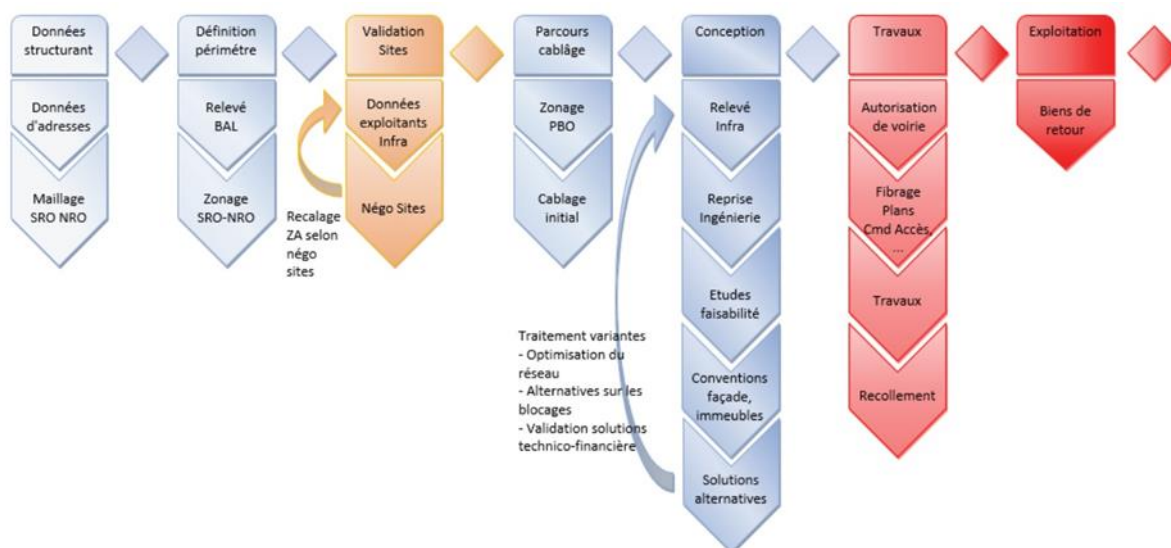 Données
structurant
Données
d'adresses
Maillage
SRO NRO
Définition
périmétre
Relevé
BAL
Zonage
SRO-NRO
Recalage
ZA selon
négo
sites
Validation
Sites
Données
exploitants
Infra
Négo Sites
Parcours
cablâge
Zonage
PBO
Cablage
initial
Traitement variantes
- Optimisation du
réseau
- Alternatives sur les
blocages
- Validation solutions
technico-financière
Conception
Relevé
Infra
Reprise
Ingénierie
Etudes
faisabilité
Conventions
façade,
immeubles
Solutions
alternatives
Travaux
Autorisation
de voirie
Fibrage
Plans
Cmd Accès,
...
Travaux
Recollement
Exploitation
Biens de
retour